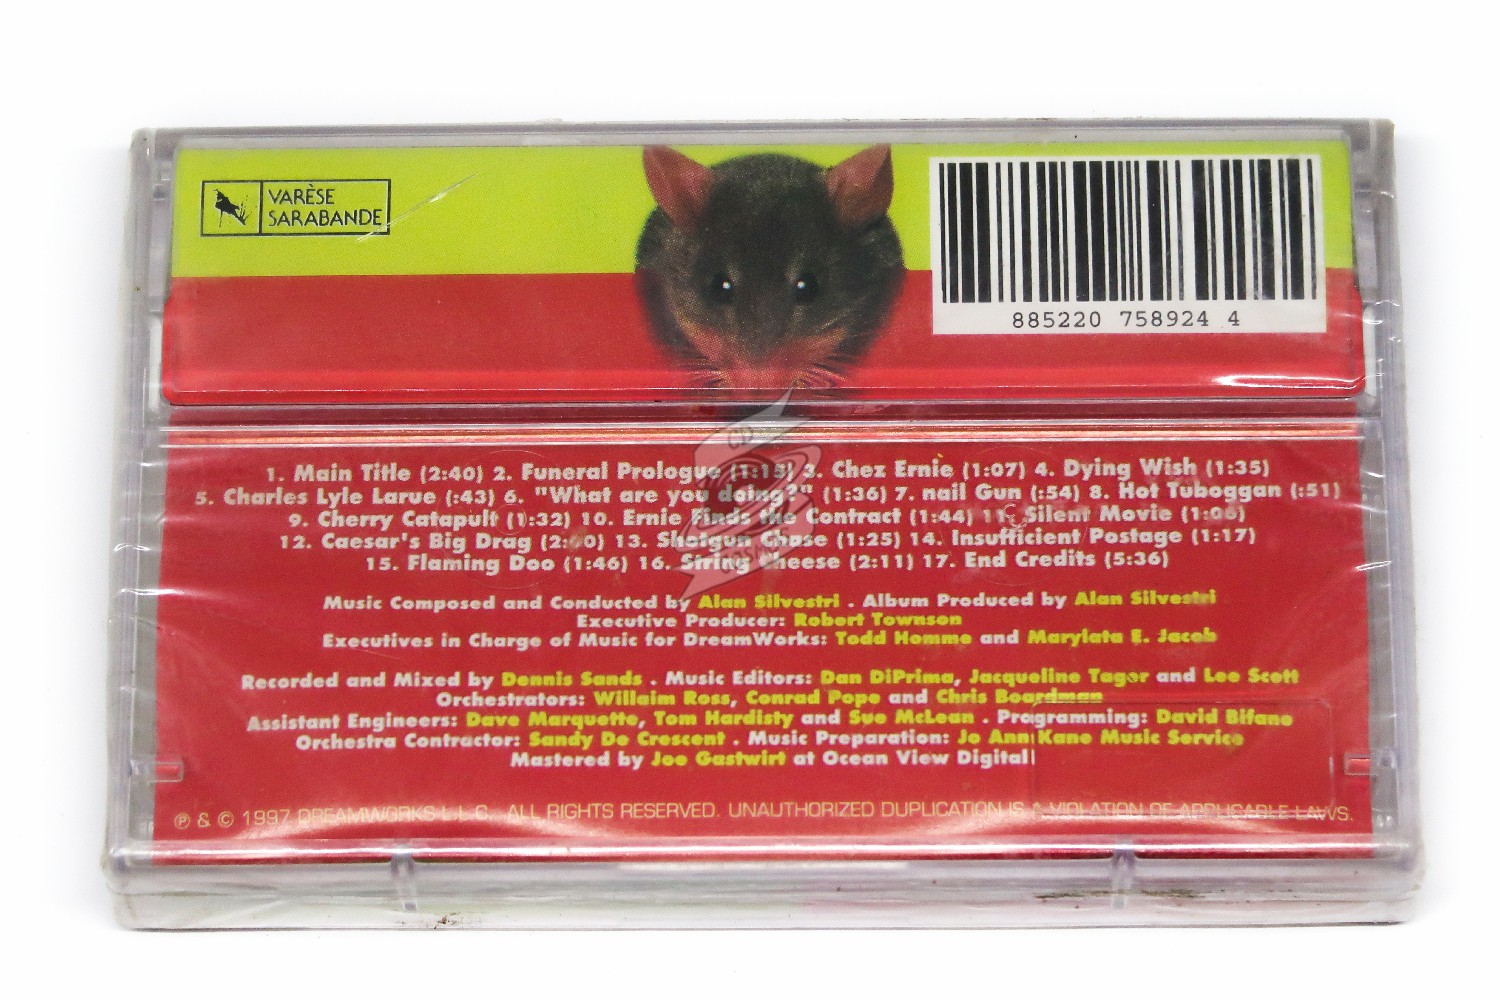 VARÈSE
SARABANDE
885220 758924 4
CD
COSMOS
1. Main Title (2:40) 2. Funeral Prologue (1:15) 3. Chez Ernie (1:07) 4. Dying Wish (1:35)
5. Charles Lyle Larue (:43) 6. "What are you doing?" (1:36) 7. nail Gun (:54) 8. Hot Tuboggan (:51)
9. Cherry Catapult (1:32) 10. Ernie Finds the Contract (1:44) 11. Silent Movie
12. Caesar's Big Drag 13. Shotgun Chase (1:25) 14. Insufficient Postage (1:17)
15. Flaming Doo (1:46) 16. String Cheese (2:11) 17. End Credits (5:36)
Music Composed and Conducted by Alan Silvestri . Album Produced by Alan Silvestri
Executive Producer: Robert Townson
Executives in Charge of Music for DreamWorks: Todd Homme and Marylata E. Jacob
Recorded and Mixed by Dennis Sands . Music Editors: Dan DiPrima, Jacqueline Tager and Lee Scott
Orchestrators: Willaim Ross, Conrad Pope and Chris Boardman
Assistant Engineers: Dave Marquette, Tom Hardisty and Sue McLean . Programming: David Bifano
Orchestra Contractor: Sandy De Crescent . Music Preparation: Jo Ann Kane Music Service
Mastered by Joe Gastwirt at Ocean View Digital
℗ & © 1997 DREAMWORKS L.L.C. ALL RIGHTS RESERVED. UNAUTHORIZED DUPLICATION IS A VIOLATION OF APPLICABLE LAWS.